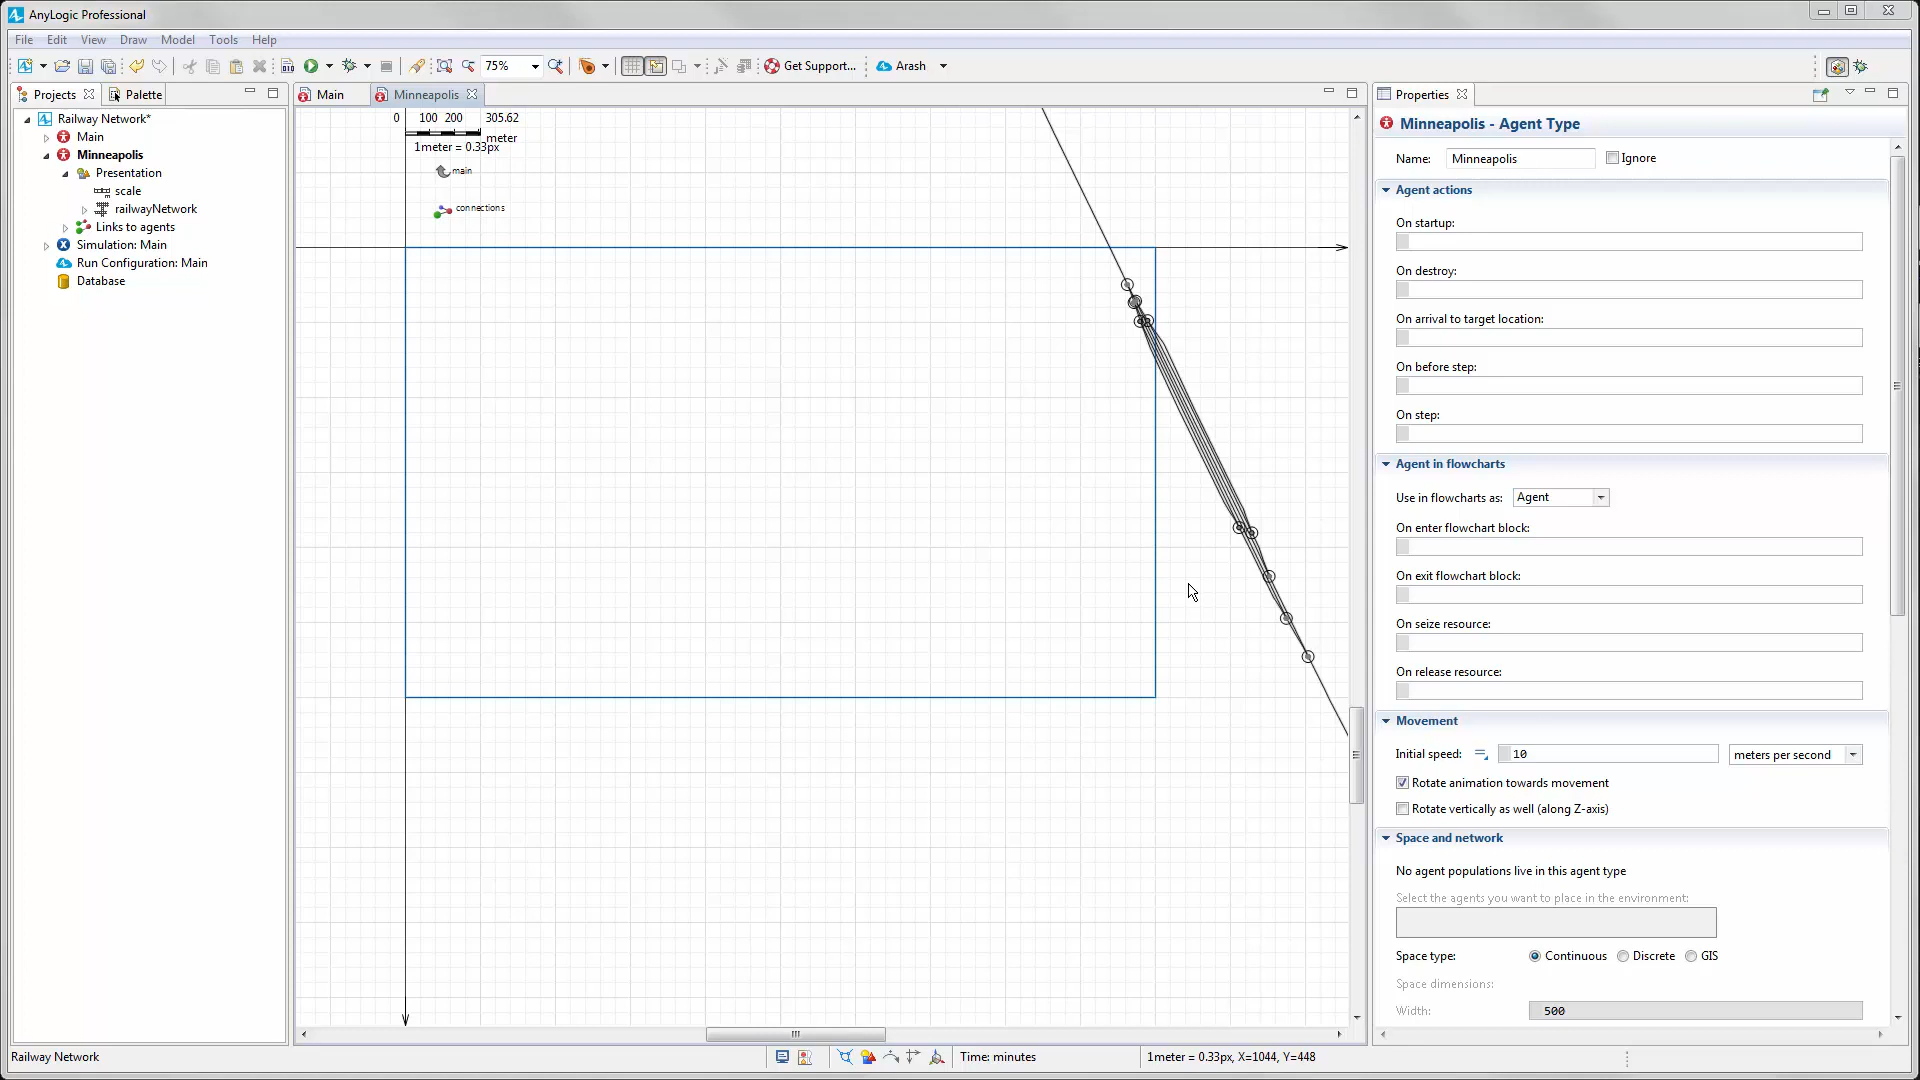 AnyLogic Professional
File Edit View Draw Model Tools Help
75% Get Support... Arash
Projects Palette
Main Minneapolis
Properties
Railway Network*
Main
Minneapolis
Presentation
scale
railwayNetwork
Links to agents
Simulation: Main
Run Configuration: Main
Database
0 100 200 305.62
meter
1meter = 0.33px
main
connections
Minneapolis - Agent Type
Name: Minneapolis Ignore
Agent actions
On startup:
On destroy:
On arrival to target location:
On before step:
On step:
Agent in flowcharts
Use in flowcharts as: Agent
On enter flowchart block:
On exit flowchart block:
On seize resource:
On release resource:
Movement
Initial speed: 10 meters per second
Rotate animation towards movement
Rotate vertically as well (along Z-axis)
Space and network
No agent populations live in this agent type
Select the agents you want to place in the environment:
Space type: Continuous Discrete GIS
Space dimensions:
Width: 500
Railway Network
Time: minutes
1meter = 0.33px, X=1044, Y=448